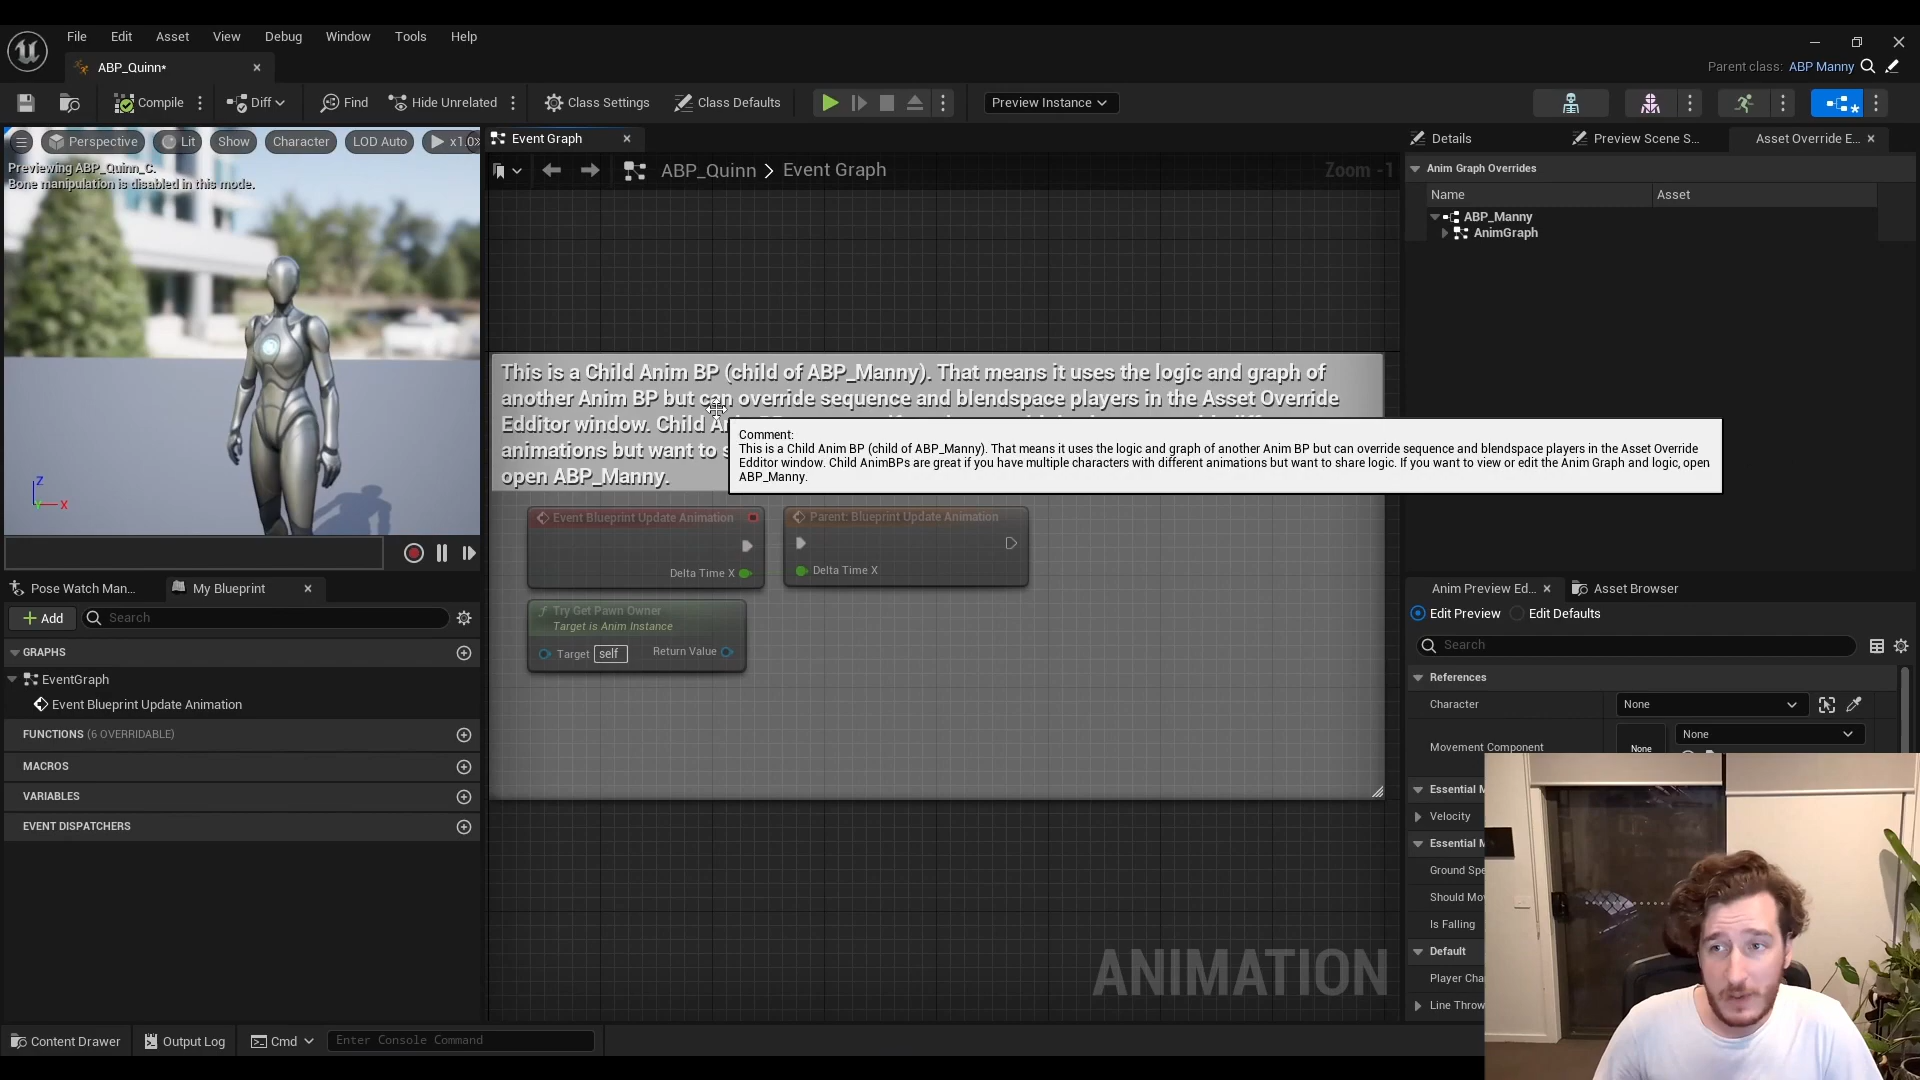 File Edit Asset View Debug Window Tools Help
ABP_Quinn*
Parent class: ABP Manny
Compile Diff Find Hide Unrelated Class Settings Class Defaults Preview Instance
Perspective Lit Show Character LOD Auto x1.0
Previewing ABP_Quinn_C.
Bone manipulation is disabled in this mode.
Z
X
Event Graph
ABP_Quinn > Event Graph
Zoom -1
This is a Child Anim BP (child of ABP_Manny). That means it uses the logic and graph of
another Anim BP but can override sequence and blendspace players in the Asset Override
Edditor window. Child
animations but want to
open ABP_Manny.
Comment:
This is a Child Anim BP (child of ABP_Manny). That means it uses the logic and graph of another Anim BP but can override sequence and blendspace players in the Asset Override
Edditor window. Child AnimBPs are great if you have multiple characters with different animations but want to share logic. If you want to view or edit the Anim Graph and logic, open
ABP_Manny.
Event Blueprint Update Animation
Delta Time X
Parent: Blueprint Update Animation
Delta Time X
Try Get Pawn Owner
Target is Anim Instance
Target self Return Value
ANIMATION
Pose Watch Man... My Blueprint
Add Search
GRAPHS
EventGraph
Event Blueprint Update Animation
FUNCTIONS (6 OVERRIDABLE)
MACROS
VARIABLES
EVENT DISPATCHERS
Details Preview Scene S... Asset Override E...
Anim Graph Overrides
Name Asset
ABP_Manny
AnimGraph
Anim Preview Ed... Asset Browser
Edit Preview Edit Defaults
Search
References
Character None
Movement Component None None
Essential M
Velocity
Essential M
Ground Spe
Should Mo
Is Falling
Default
Player Cha
Line Throw
Content Drawer Output Log Cmd Enter Console Command